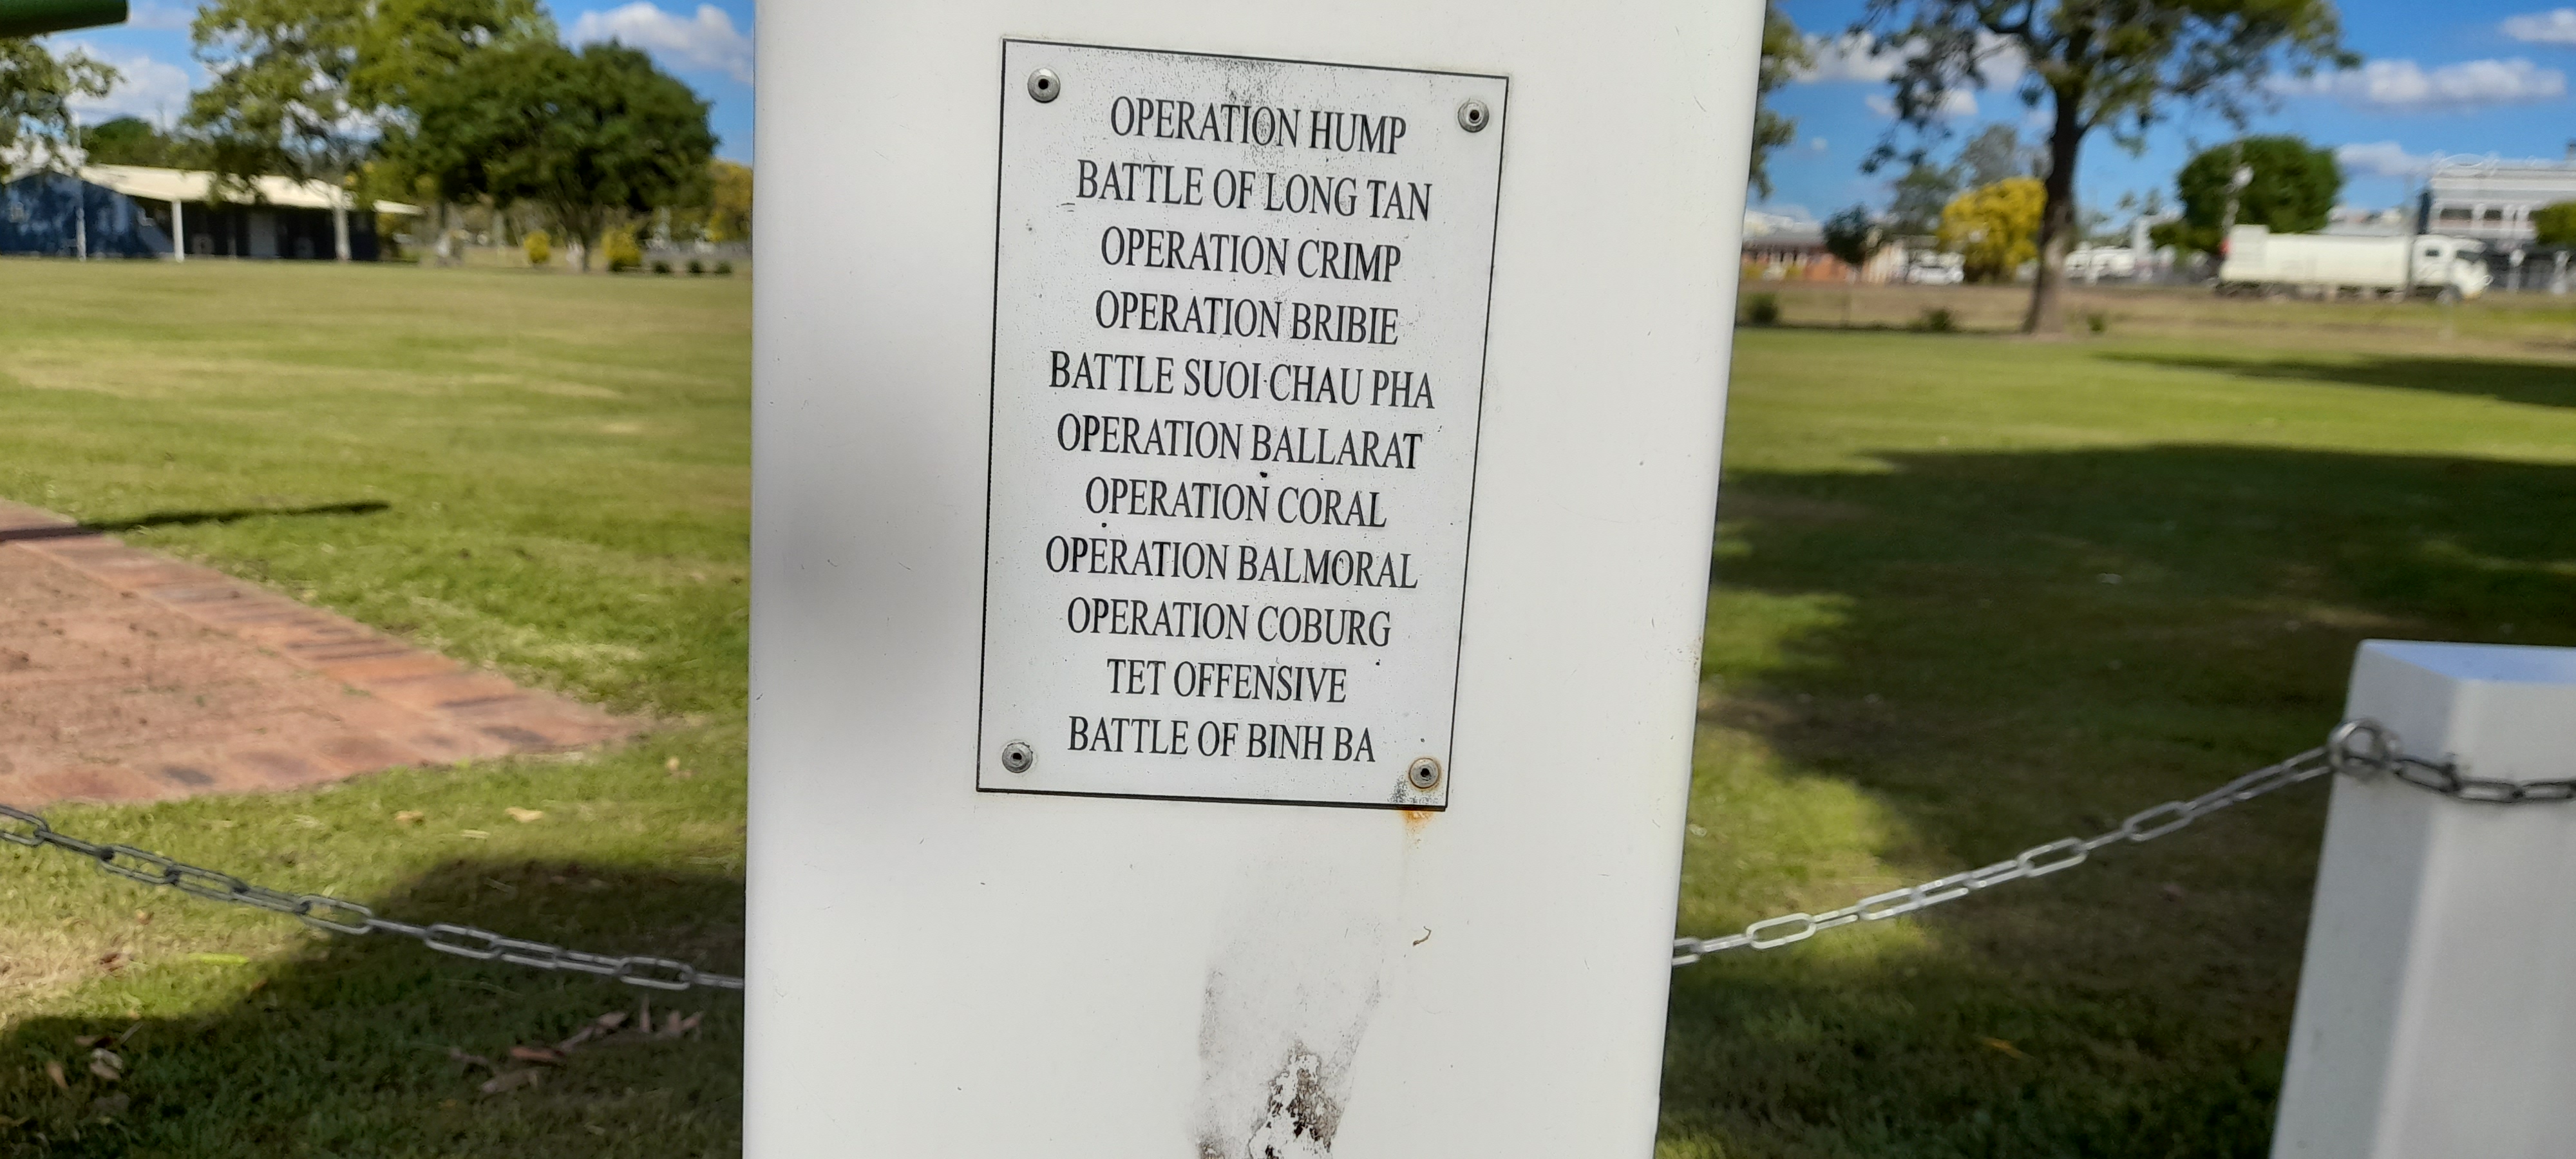 OPERATION HUMP
BATTLE OF LONG TAN
OPERATION CRIMP
OPERATION BRIBIE
BATTLE SUOI CHAU PHA
OPERATION BALLARAT
OPERATION CORAL
OPERATION BALMORAL
OPERATION COBURG
TET OFFENSIVE
BATTLE OF BINH BA